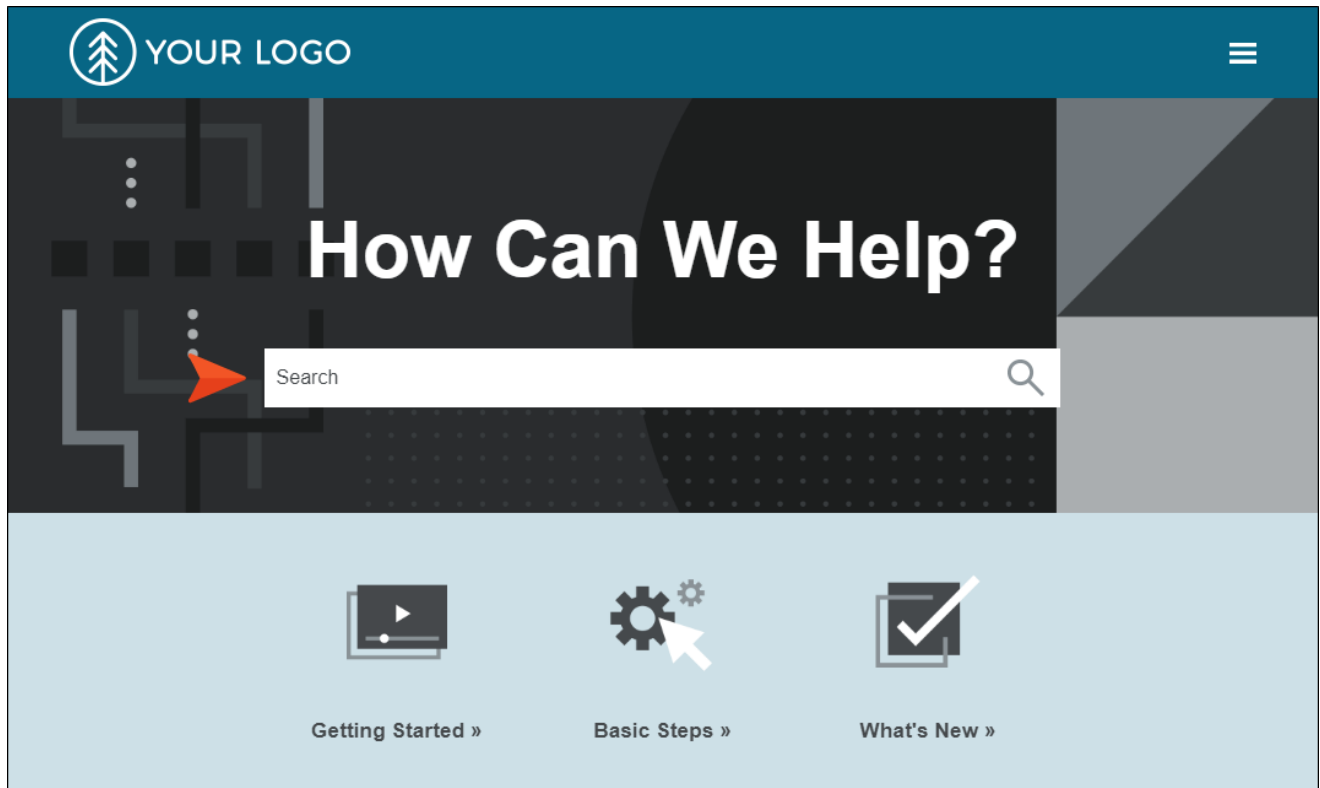 YOUR LOGO
How Can We Help?
Search
Getting Started »
Basic Steps »
What's New »